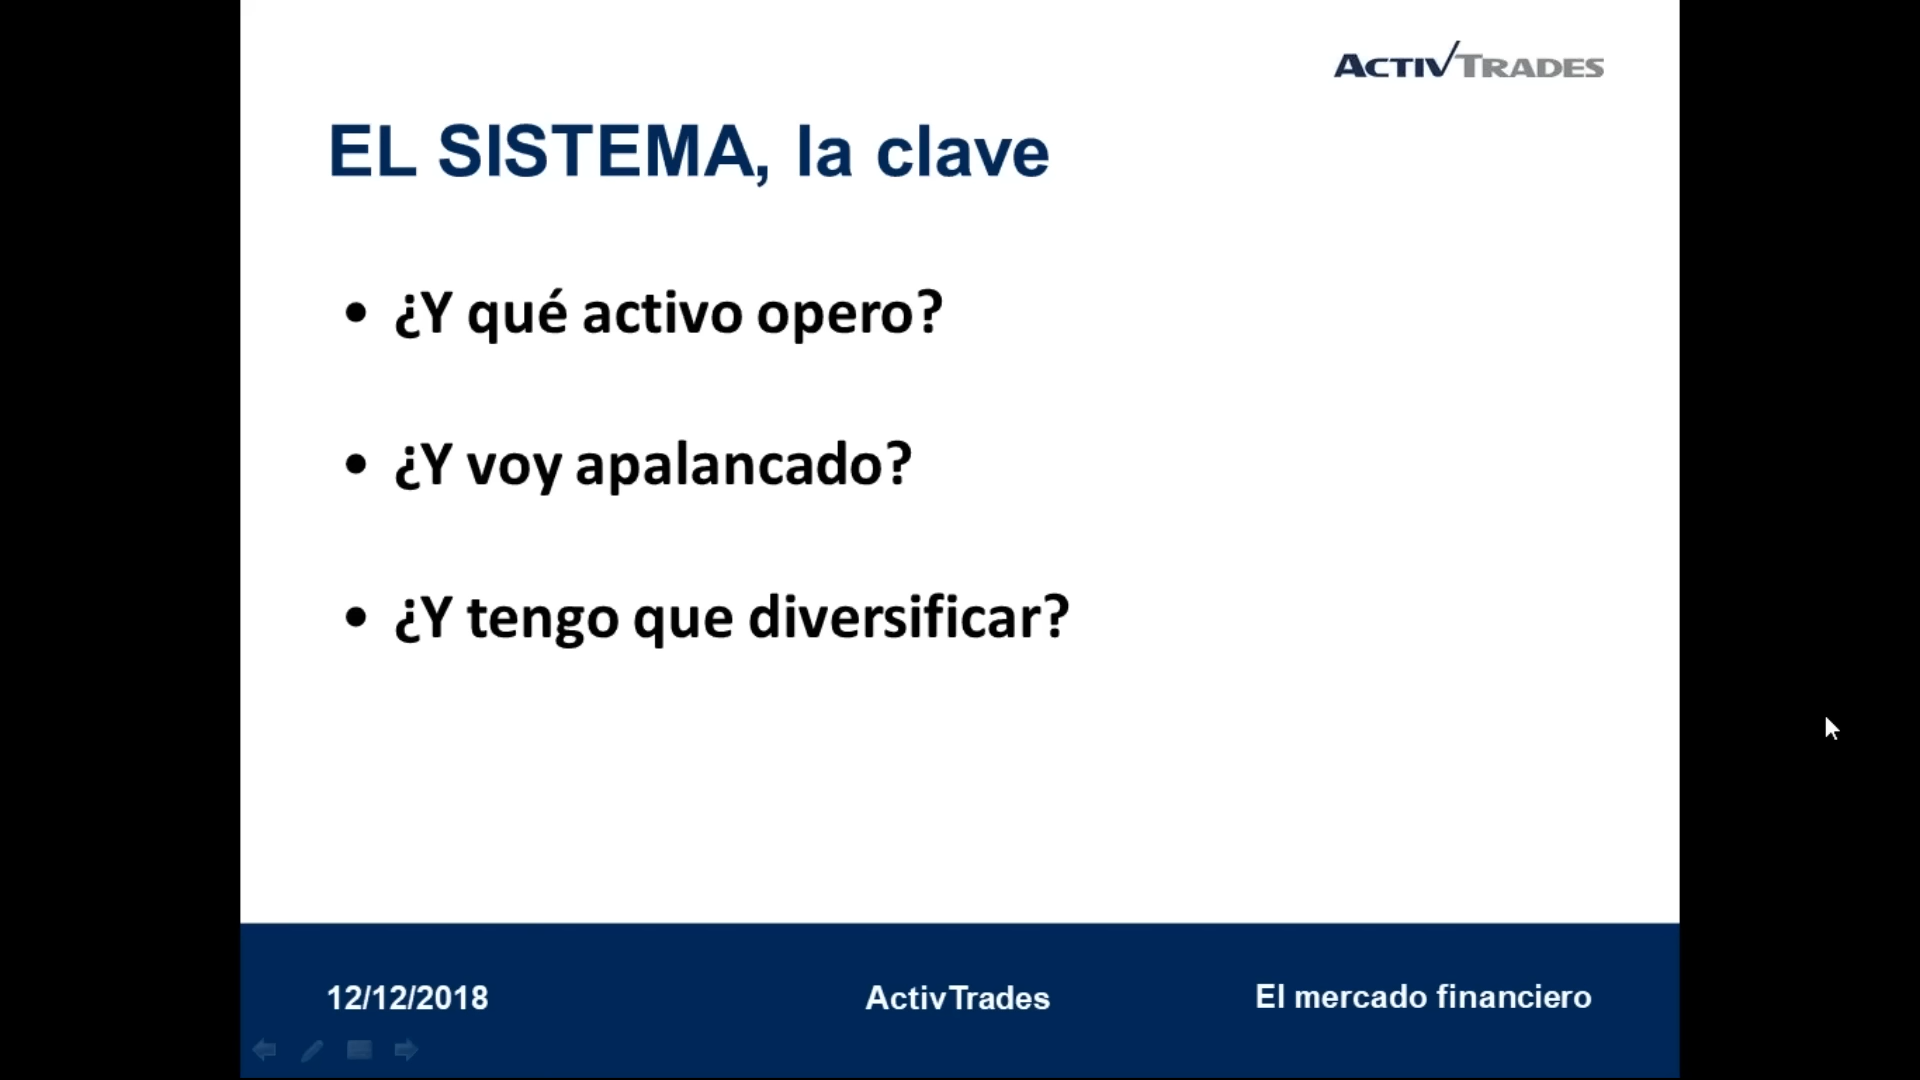 ACTIVTRADES
EL SISTEMA, la clave
• ¿Y qué activo opero?
• ¿Y voy apalancado?
• ¿Y tengo que diversificar?
12/12/2018
ActivTrades
El mercado financiero